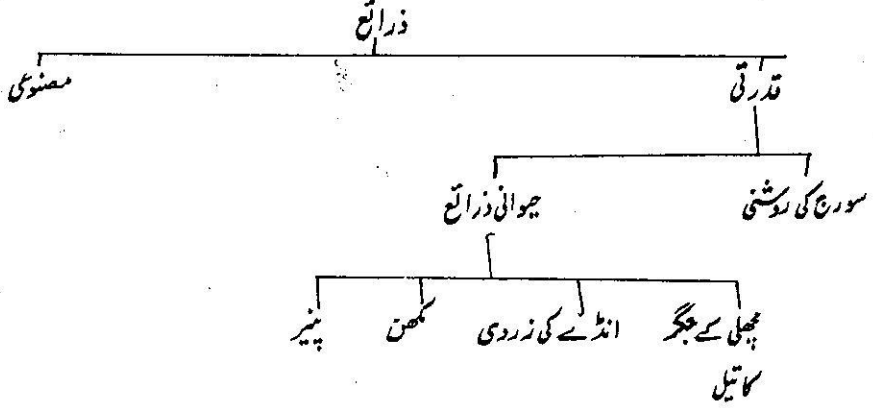 ذرائع
قدرتی
مصنوعی
سورج کی روشنی
حیوانی ذرائع
مچھلی کے جگر
کا تیل
انڈے کی زردی
مکھن
پنیر